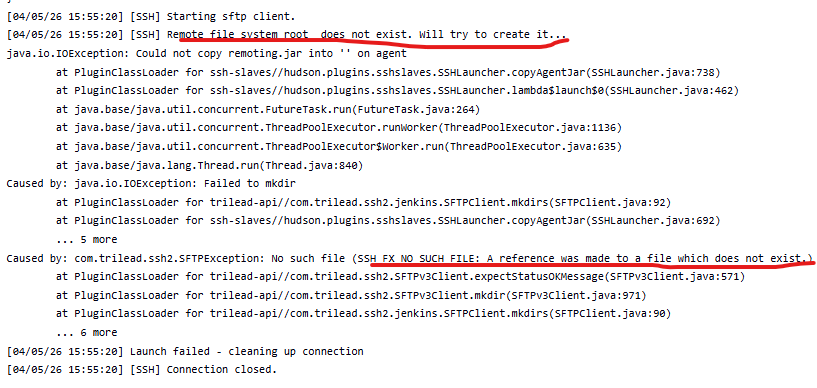 [04/05/26 15:55:20] [SSH] Starting sftp client.
[04/05/26 15:55:20] [SSH] Remote file system root  does not exist. Will try to create it...
java.io.IOException: Could not copy remoting.jar into '' on agent
	at PluginClassLoader for ssh-slaves//hudson.plugins.sshslaves.SSHLauncher.copyAgentJar(SSHLauncher.java:738)
	at PluginClassLoader for ssh-slaves//hudson.plugins.sshslaves.SSHLauncher.lambda$launch$0(SSHLauncher.java:462)
	at java.base/java.util.concurrent.FutureTask.run(FutureTask.java:264)
	at java.base/java.util.concurrent.ThreadPoolExecutor.runWorker(ThreadPoolExecutor.java:1136)
	at java.base/java.util.concurrent.ThreadPoolExecutor$Worker.run(ThreadPoolExecutor.java:635)
	at java.base/java.lang.Thread.run(Thread.java:840)
Caused by: java.io.IOException: Failed to mkdir
	at PluginClassLoader for trilead-api//com.trilead.ssh2.jenkins.SFTPClient.mkdirs(SFTPClient.java:92)
	at PluginClassLoader for ssh-slaves//hudson.plugins.sshslaves.SSHLauncher.copyAgentJar(SSHLauncher.java:692)
	... 5 more
Caused by: com.trilead.ssh2.SFTPException: No such file (SSH_FX_NO_SUCH_FILE: A reference was made to a file which does not exist.)
	at PluginClassLoader for trilead-api//com.trilead.ssh2.SFTPv3Client.expectStatusOKMessage(SFTPv3Client.java:571)
	at PluginClassLoader for trilead-api//com.trilead.ssh2.SFTPv3Client.mkdir(SFTPv3Client.java:971)
	at PluginClassLoader for trilead-api//com.trilead.ssh2.jenkins.SFTPClient.mkdirs(SFTPClient.java:90)
	... 6 more
[04/05/26 15:55:20] Launch failed - cleaning up connection
[04/05/26 15:55:20] [SSH] Connection closed.